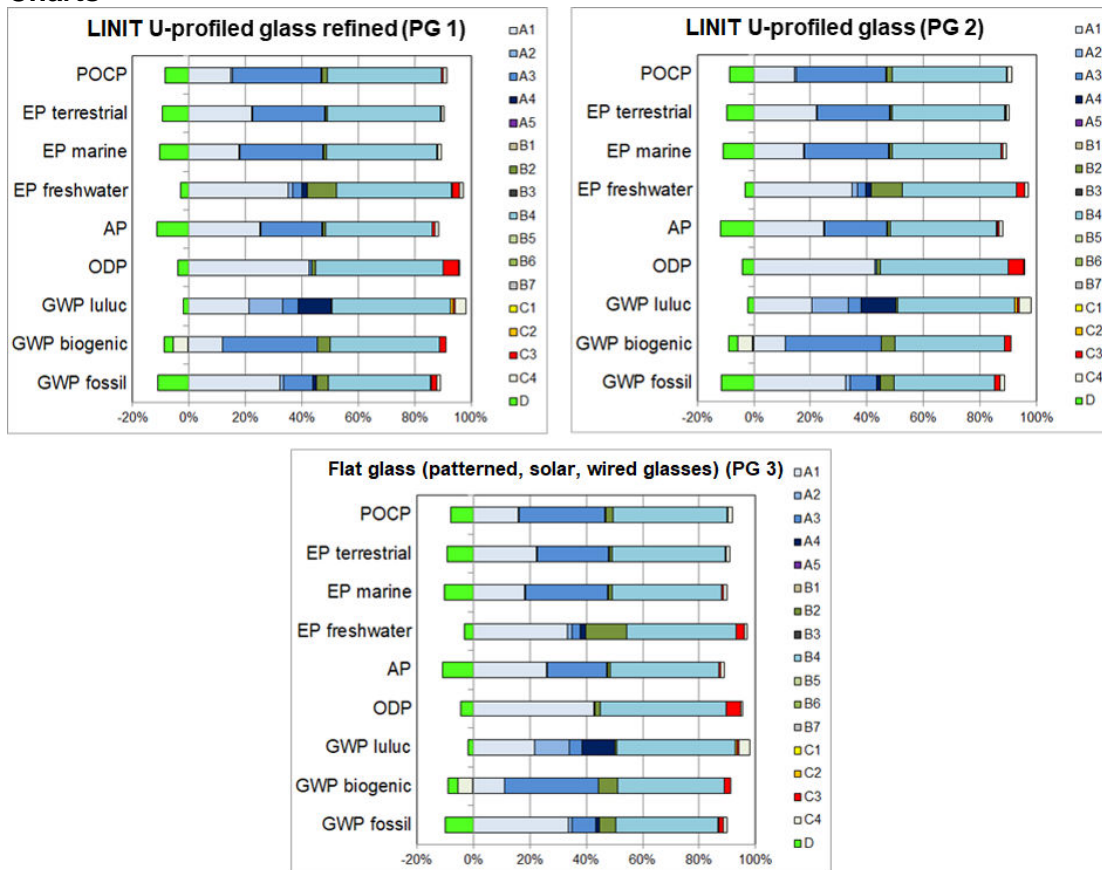 Charts
LINIT U-profiled glass refined (PG 1)
POCP
EP terrestrial
EP marine
EP freshwater
AP
ODP
GWP luluc
GWP biogenic
GWP fossil
-20% 0% 20% 40% 60% 80% 100%
A1
A2
A3
A4
A5
B1
B2
B3
B4
B5
B6
B7
C1
C2
C3
C4
D
LINIT U-profiled glass (PG 2)
POCP
EP terrestrial
EP marine
EP freshwater
AP
ODP
GWP luluc
GWP biogenic
GWP fossil
-20% 0% 20% 40% 60% 80% 100%
A1
A2
A3
A4
A5
B1
B2
B3
B4
B5
B6
B7
C1
C2
C3
C4
D
Flat glass (patterned, solar, wired glasses) (PG 3)
POCP
EP terrestrial
EP marine
EP freshwater
AP
ODP
GWP luluc
GWP biogenic
GWP fossil
-20% 0% 20% 40% 60% 80% 100%
A1
A2
A3
A4
A5
B1
B2
B3
B4
B5
B6
B7
C1
C2
C3
C4
D